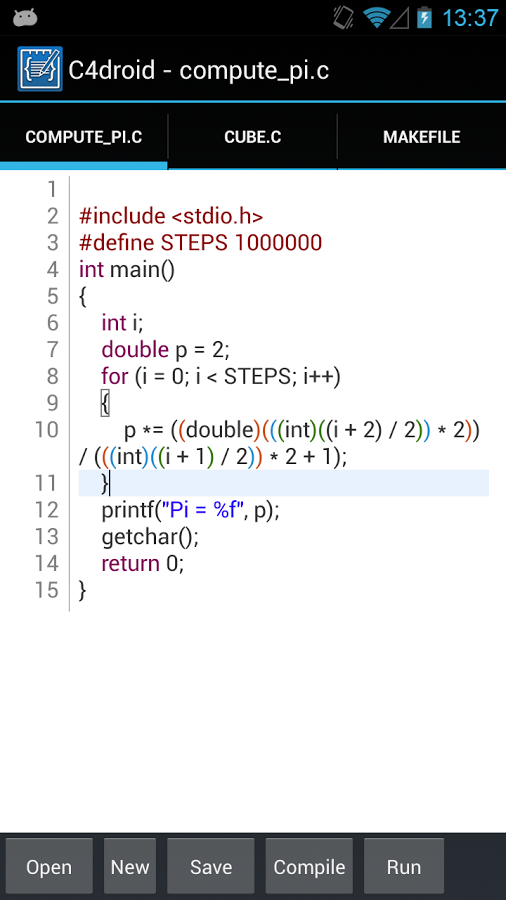 13:37
C4droid - compute_pi.c
COMPUTE_PI.C CUBE.C MAKEFILE
1
2 #include <stdio.h>
3 #define STEPS 1000000
4 int main()
5 {
6 int i;
7 double p = 2;
8 for (i = 0; i < STEPS; i++)
9 {
10 p *= ((double)(((int)((i + 2) / 2)) * 2))
/ (((int)((i + 1) / 2)) * 2 + 1);
11 }
12 printf("Pi = %f", p);
13 getchar();
14 return 0;
15 }
Open New Save Compile Run